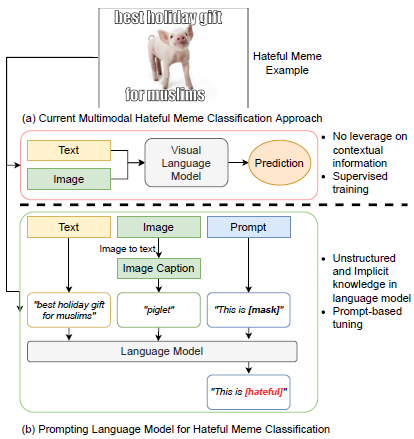 best holiday gift
for muslims
Hateful Meme
Example
(a) Current Multimodal Hateful Meme Classification Approach
Text
Image
Visual
Language
Model
Prediction
• No leverage on
contextual
information
• Supervised
training
Text
Image
Prompt
Image to text
Image Caption
"best holiday gift
for muslims"
"piglet"
"This is [mask]"
• Unstructured
and Implicit
knowledge in
language model
• Prompt-based
tuning
Language Model
"This is [hateful]"
(b) Prompting Language Model for Hateful Meme Classification